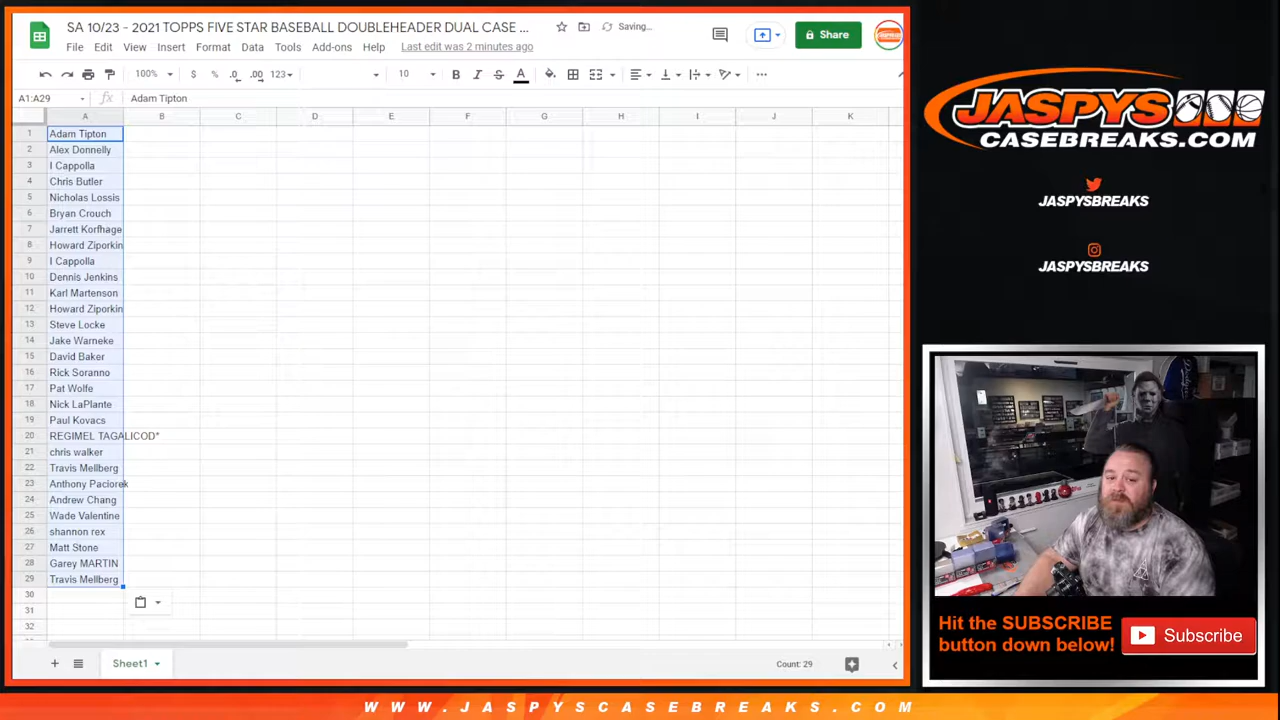 SA 10/23 - 2021 TOPPS FIVE STAR BASEBALL DOUBLEHEADER DUAL CASE ...
Saving...
File Edit View Insert Format Data Tools Add-ons Help Last edit was 2 minutes ago
Share
100% $ % .0 .00 123 10 B I S A
A1:A29 fx Adam Tipton
A B C D E F G H I J K
1 Adam Tipton
2 Alex Donnelly
3 I Cappolla
4 Chris Butler
5 Nicholas Lossis
6 Bryan Crouch
7 Jarrett Korfhage
8 Howard Ziporkin
9 I Cappolla
10 Dennis Jenkins
11 Karl Martenson
12 Howard Ziporkin
13 Steve Locke
14 Jake Warneke
15 David Baker
16 Rick Soranno
17 Pat Wolfe
18 Nick LaPlante
19 Paul Kovacs
20 REGIMEL TAGALICOD*
21 chris walker
22 Travis Mellberg
23 Anthony Paciorek
24 Andrew Chang
25 Wade Valentine
26 shannon rex
27 Matt Stone
28 Garey MARTIN
29 Travis Mellberg
30
31
32
Sheet1
Count: 29
JASPYS
CASEBREAKS.COM
JASPYSBREAKS
JASPYSBREAKS
Hit the SUBSCRIBE
button down below!
Subscribe
WWW.JASPYSCASEBREAKS.COM